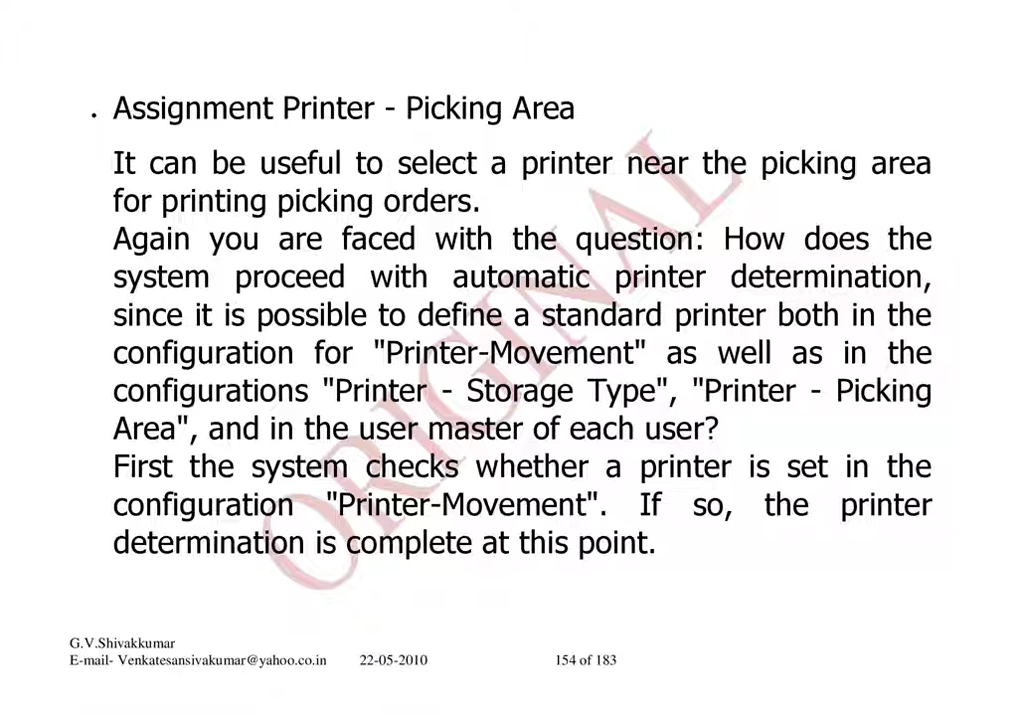 • Assignment Printer - Picking Area
It can be useful to select a printer near the picking area
for printing picking orders.
Again you are faced with the question: How does the
system proceed with automatic printer determination,
since it is possible to define a standard printer both in the
configuration for "Printer-Movement" as well as in the
configurations "Printer - Storage Type", "Printer - Picking
Area", and in the user master of each user?
First the system checks whether a printer is set in the
configuration "Printer-Movement". If so, the printer
determination is complete at this point.
ORIGINAL
G.V.Shivakkumar
E-mail- Venkatesansivakumar@yahoo.co.in 22-05-2010 154 of 183